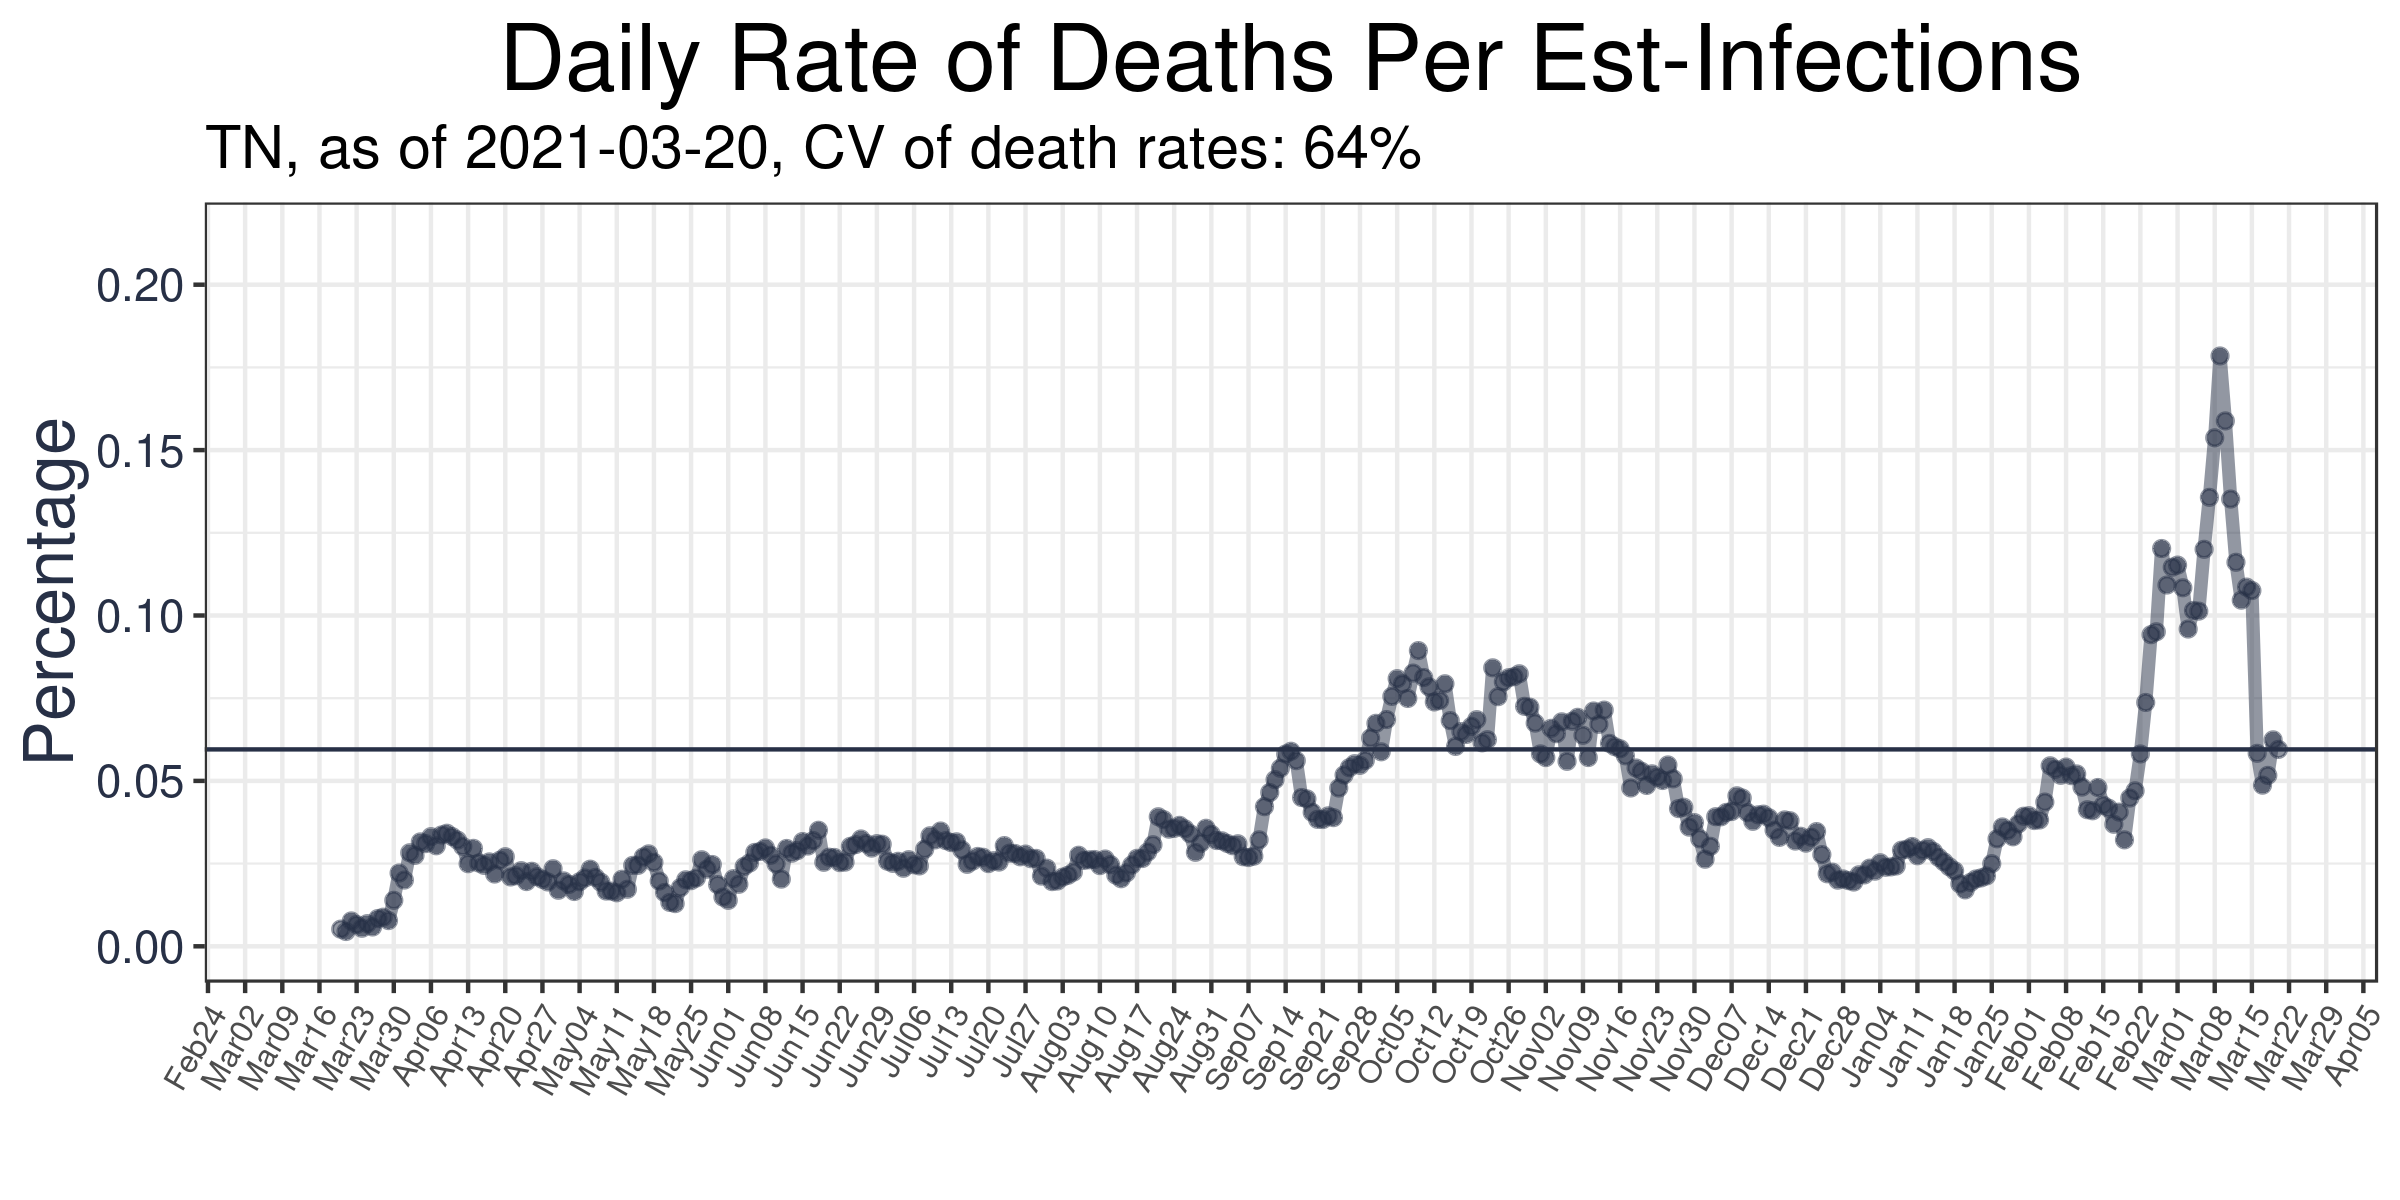 Daily Rate of Deaths Per Est-Infections
TN, as of 2021-03-20, CV of death rates: 64%
Percentage
0.20
0.15
0.10
0.05
0.00
Feb24
Mar02
Mar09
Mar16
Mar23
Mar30
Apr06
Apr13
Apr20
Apr27
May04
May11
May18
May25
Jun01
Jun08
Jun15
Jun22
Jun29
Jul06
Jul13
Jul20
Jul27
Aug03
Aug10
Aug17
Aug24
Aug31
Sep07
Sep14
Sep21
Sep28
Oct05
Oct12
Oct19
Oct26
Nov02
Nov09
Nov16
Nov23
Nov30
Dec07
Dec14
Dec21
Dec28
Jan04
Jan11
Jan18
Jan25
Feb01
Feb08
Feb15
Feb22
Mar01
Mar08
Mar15
Mar22
Mar29
Apr05